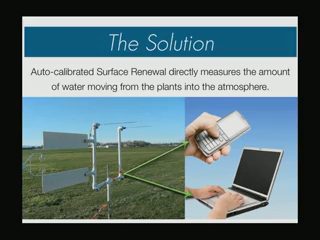 The Solution
Auto-calibrated Surface Renewal directly measures the amount
of water moving from the plants into the atmosphere.